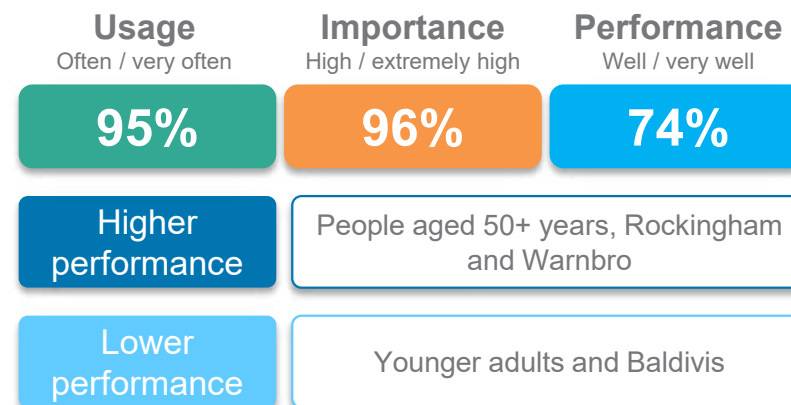 Usage
Often / very often
Importance
High / extremely high
Performance
Well / very well
95%
96%
74%
Higher
performance
People aged 50+ years, Rockingham
and Warnbro
Lower
performance
Younger adults and Baldivis